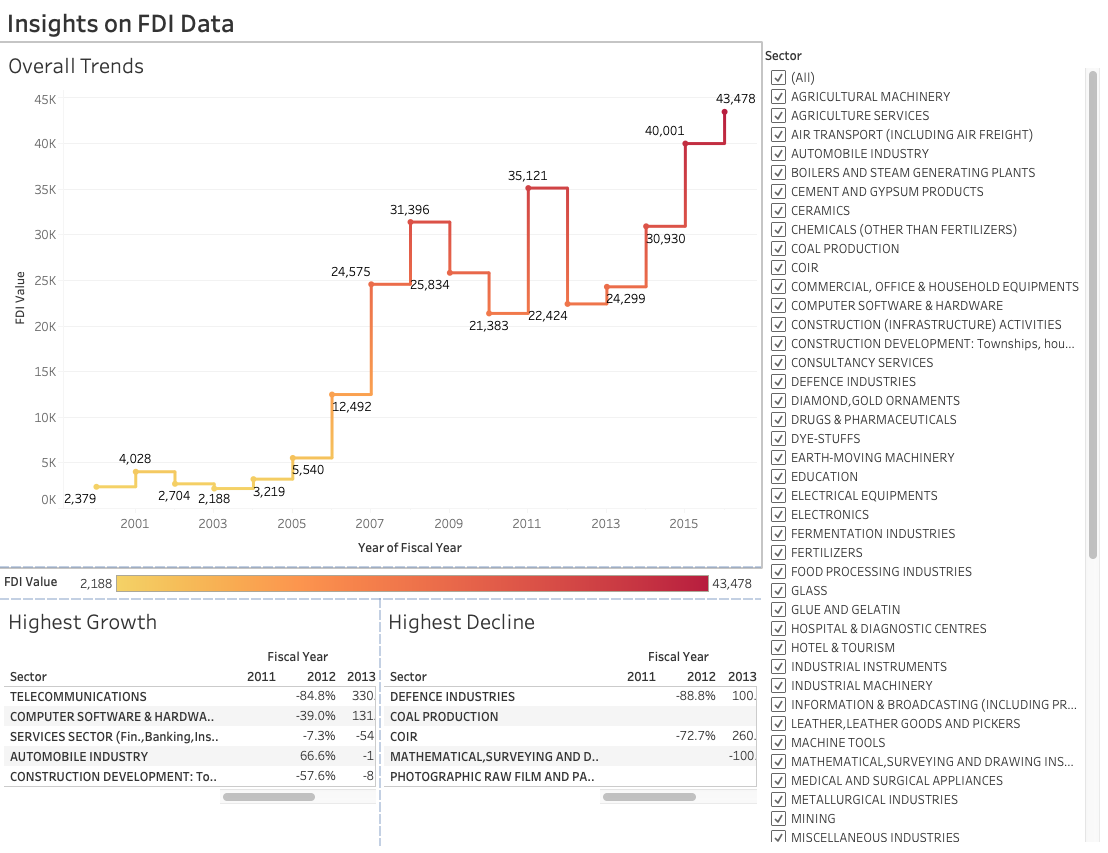 Insights on FDI Data
Overall Trends
45K
40K
35K
30K
25K
20K
15K
10K
5K
0K
FDI Value
2,379
4,028
2,704
2,188
3,219
5,540
12,492
24,575
31,396
25,834
21,383
35,121
22,424
24,299
30,930
40,001
43,478
2001 2003 2005 2007 2009 2011 2013 2015
Year of Fiscal Year
FDI Value 2,188 43,478
Highest Growth
Fiscal Year
Sector 2011 2012 2013
TELECOMMUNICATIONS -84.8% 330.
COMPUTER SOFTWARE & HARDWA.. -39.0% 131.
SERVICES SECTOR (Fin.,Banking,Ins.. -7.3% -54
AUTOMOBILE INDUSTRY 66.6% -1
CONSTRUCTION DEVELOPMENT: To.. -57.6% -8
Highest Decline
Fiscal Year
Sector 2011 2012 2013
DEFENCE INDUSTRIES -88.8% 100.
COAL PRODUCTION
COIR -72.7% 260.
MATHEMATICAL,SURVEYING AND D.. -100.
PHOTOGRAPHIC RAW FILM AND PA..
Sector
(All)
AGRICULTURAL MACHINERY
AGRICULTURE SERVICES
AIR TRANSPORT (INCLUDING AIR FREIGHT)
AUTOMOBILE INDUSTRY
BOILERS AND STEAM GENERATING PLANTS
CEMENT AND GYPSUM PRODUCTS
CERAMICS
CHEMICALS (OTHER THAN FERTILIZERS)
COAL PRODUCTION
COIR
COMMERCIAL, OFFICE & HOUSEHOLD EQUIPMENTS
COMPUTER SOFTWARE & HARDWARE
CONSTRUCTION (INFRASTRUCTURE) ACTIVITIES
CONSTRUCTION DEVELOPMENT: Townships, hou...
CONSULTANCY SERVICES
DEFENCE INDUSTRIES
DIAMOND,GOLD ORNAMENTS
DRUGS & PHARMACEUTICALS
DYE-STUFFS
EARTH-MOVING MACHINERY
EDUCATION
ELECTRICAL EQUIPMENTS
ELECTRONICS
FERMENTATION INDUSTRIES
FERTILIZERS
FOOD PROCESSING INDUSTRIES
GLASS
GLUE AND GELATIN
HOSPITAL & DIAGNOSTIC CENTRES
HOTEL & TOURISM
INDUSTRIAL INSTRUMENTS
INDUSTRIAL MACHINERY
INFORMATION & BROADCASTING (INCLUDING PR...
LEATHER,LEATHER GOODS AND PICKERS
MACHINE TOOLS
MATHEMATICAL,SURVEYING AND DRAWING INS...
MEDICAL AND SURGICAL APPLIANCES
METALLURGICAL INDUSTRIES
MINING
MISCELLANEOUS INDUSTRIES